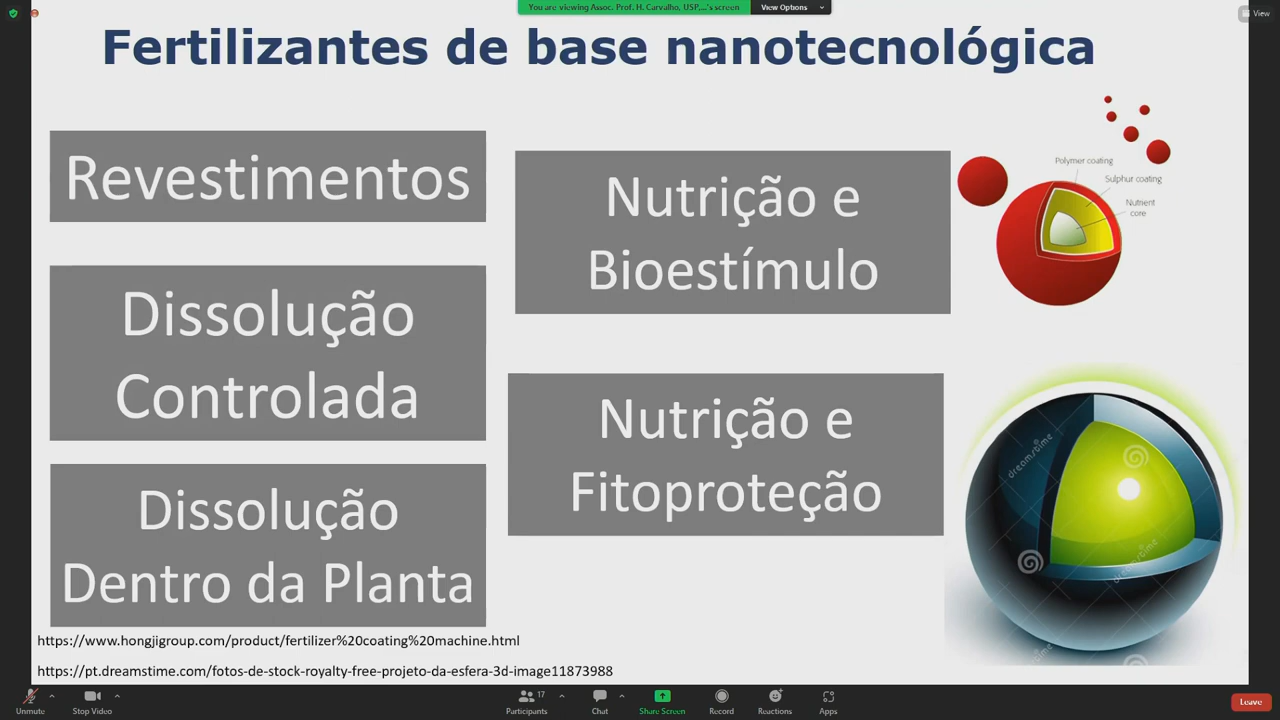 You are viewing Assoc. Prof. H. Carvalho, USP,...'s screen
View Options
View
Fertilizantes de base nanotecnológica
Revestimentos
Dissolução
Controlada
Dissolução
Dentro da Planta
Nutrição e
Bioestímulo
Nutrição e
Fitoproteção
Polymer coating
Sulphur coating
Nutrient
core
dreamstime
dreamstime
https://www.hongjigroup.com/product/fertilizer%20coating%20machine.html
https://pt.dreamstime.com/fotos-de-stock-royalty-free-projeto-da-esfera-3d-image11873988
Unmute
Stop Video
17
Participants
Chat
Share Screen
Record
Reactions
Apps
Leave